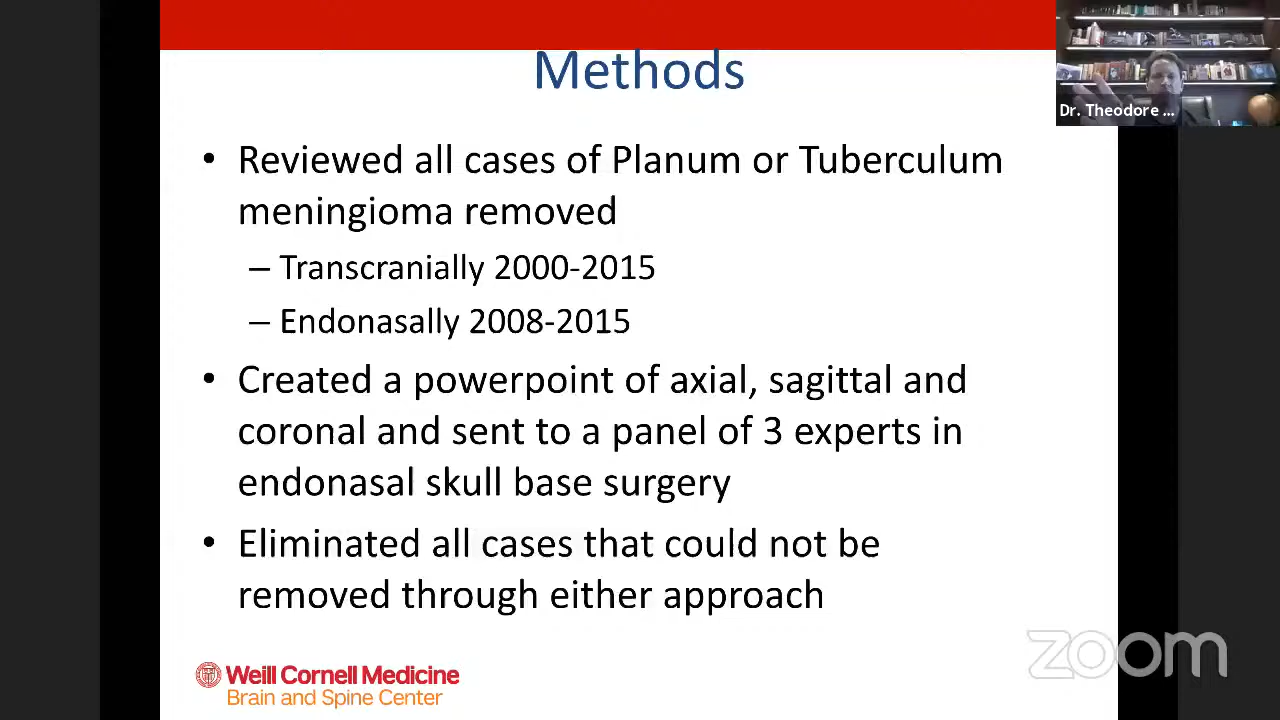 Methods
Dr. Theodore ...
• Reviewed all cases of Planum or Tuberculum
meningioma removed
– Transcranially 2000-2015
– Endonasally 2008-2015
• Created a powerpoint of axial, sagittal and
coronal and sent to a panel of 3 experts in
endonasal skull base surgery
• Eliminated all cases that could not be
removed through either approach
Weill Cornell Medicine
Brain and Spine Center
zoom